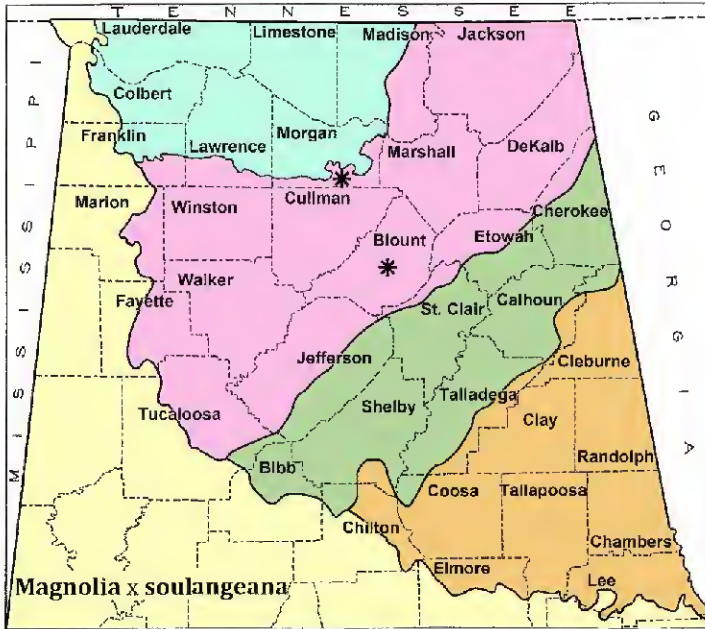 T E N N E S S E E
Lauderdale Limestone Madison Jackson
Colbert
Franklin Lawrence Morgan Marshall DeKalb
Marion Winston Cullman Cherokee
Blount Etowah
Walker
Fayette St. Clair Calhoun
Jefferson Cleburne
Tucaloosa Shelby Talladega
Clay
Bibb Randolph
Coosa Tallapoosa
Chilton Chambers
Elmore Lee
MISSISSIPPI
GEORGIA
Magnolia x soulangeana